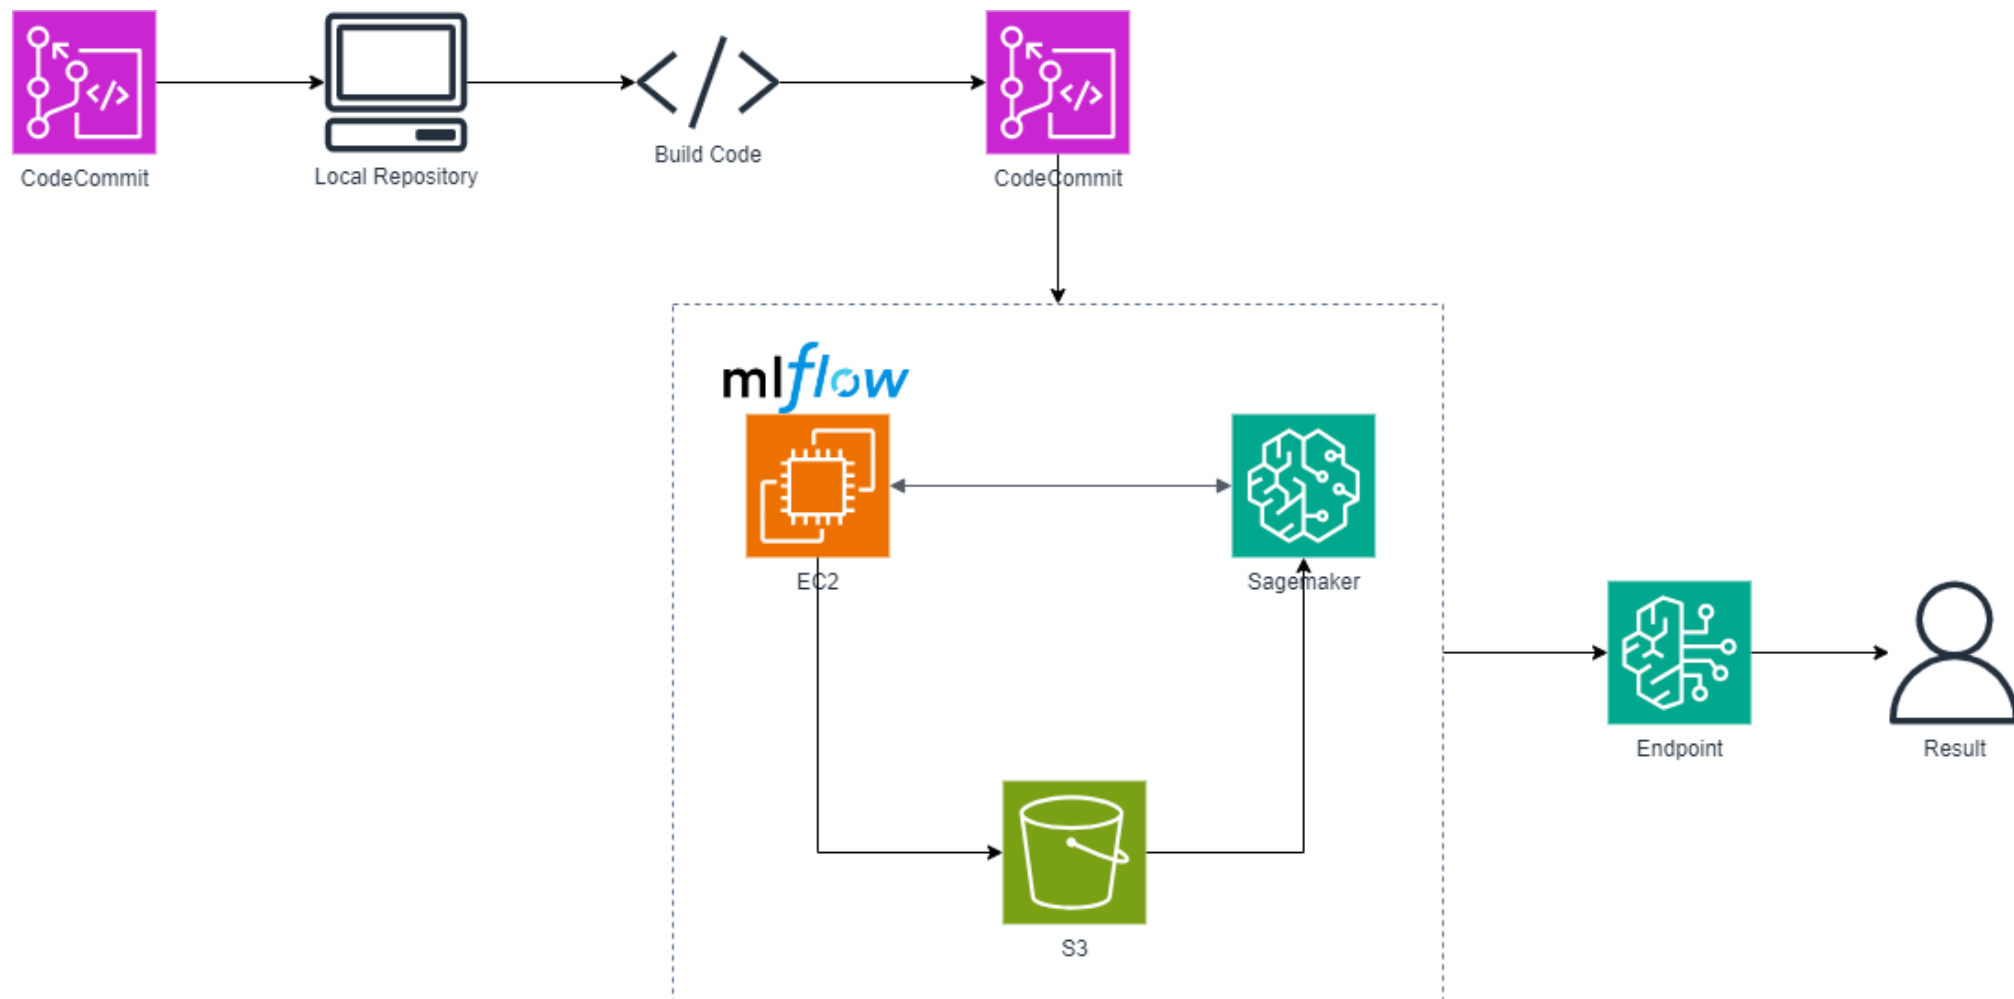 CodeCommit
Local Repository
Build Code
CodeCommit
mlflow
EC2
Sagemaker
Endpoint
Result
S3